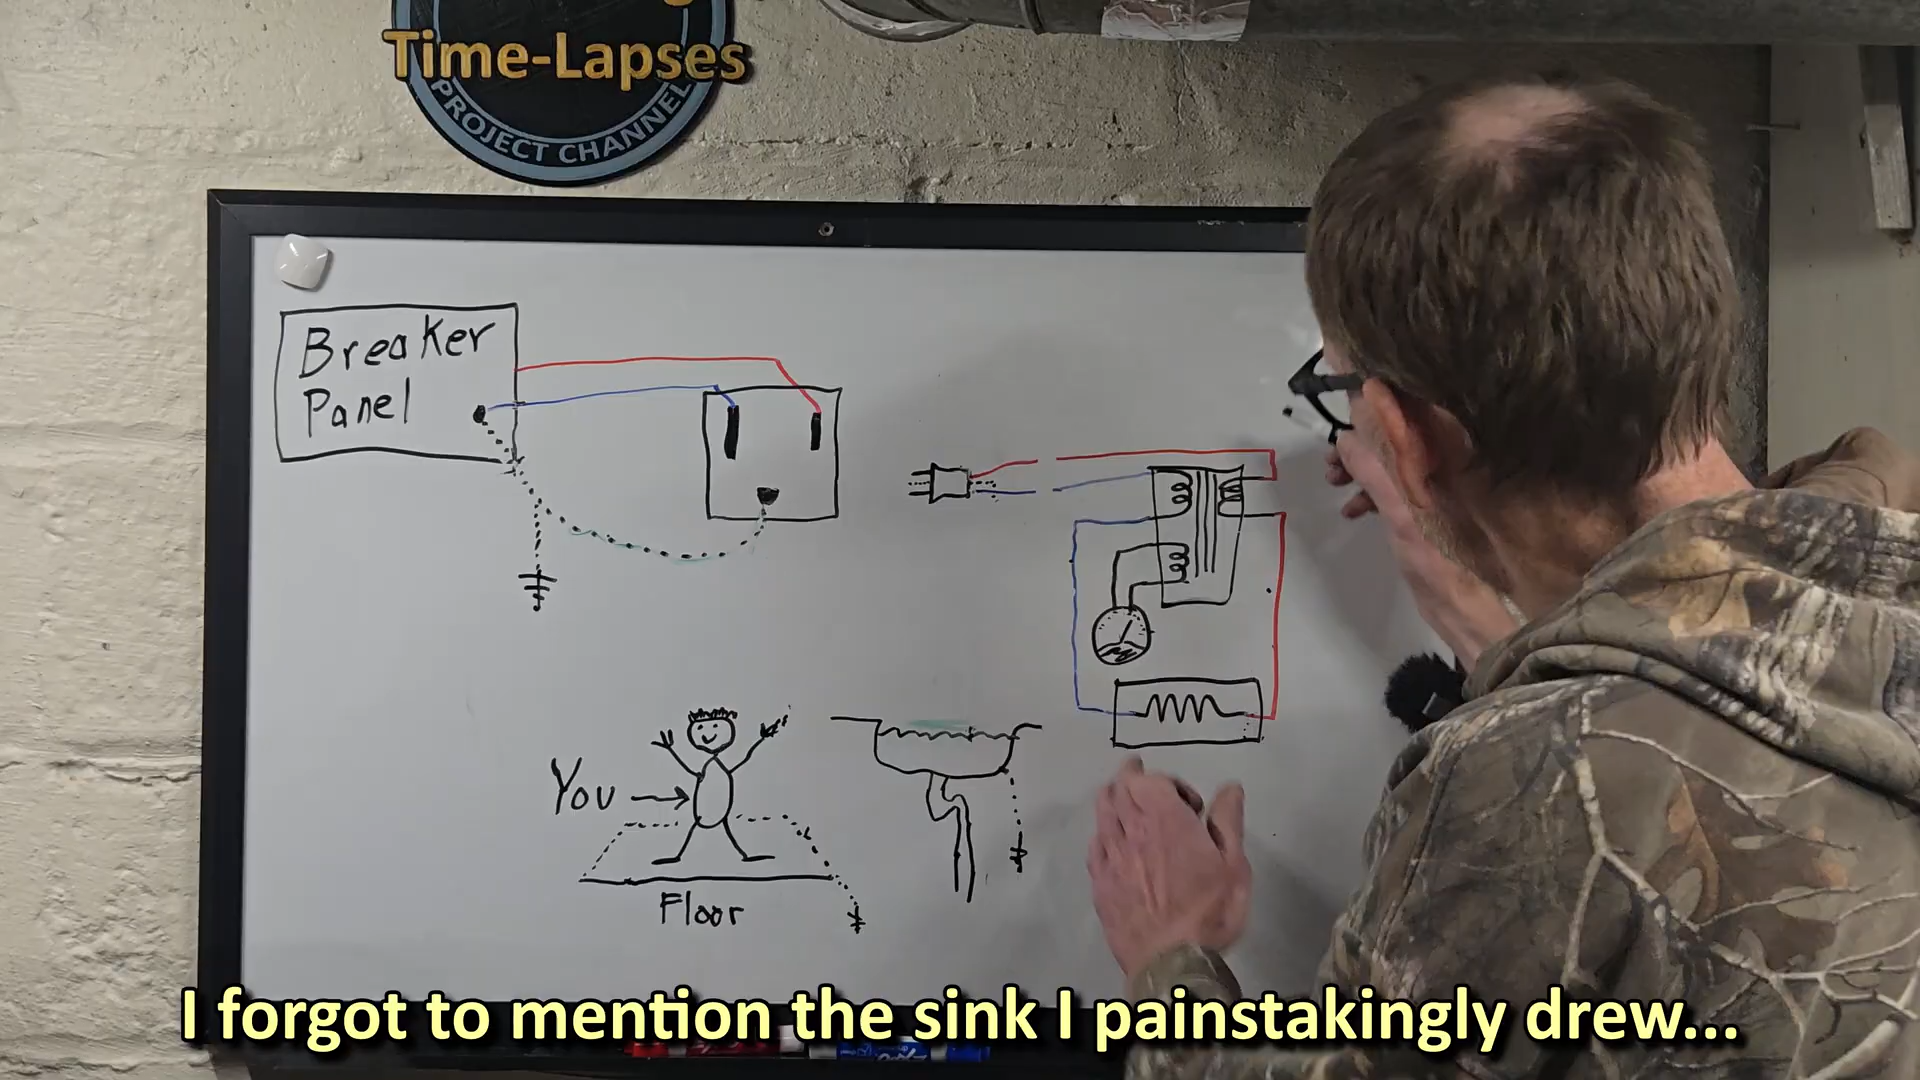 Time-Lapses
PROJECT CHANNEL
Breaker
Panel
You
Floor
I forgot to mention the sink I painstakingly drew...